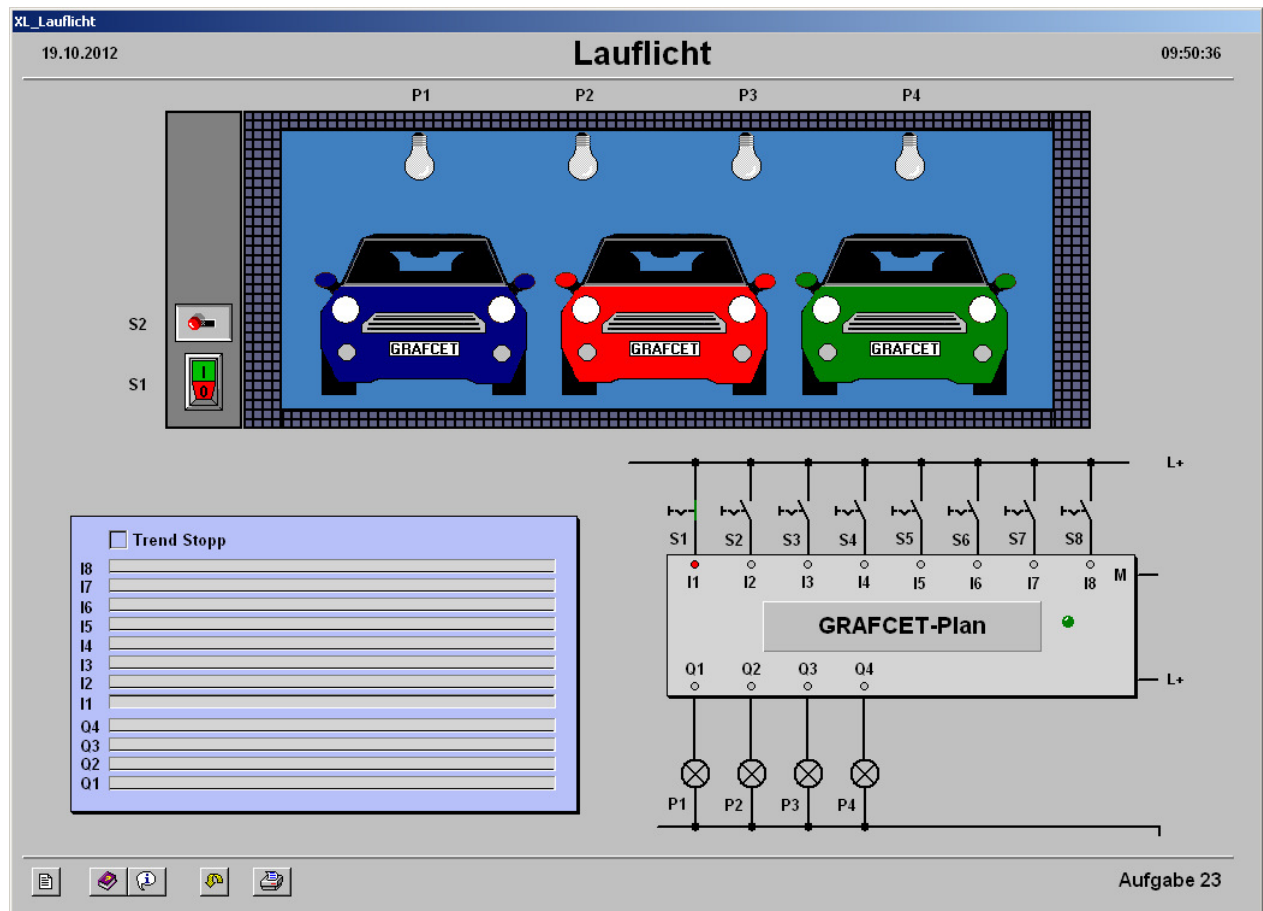 XL_Lauflicht
19.10.2012 Lauflicht 09:50:36
P1 P2 P3 P4
S2
S1
I
0
GRAFCET GRAFCET GRAFCET
L+
S1 S2 S3 S4 S5 S6 S7 S8
I1 I2 I3 I4 I5 I6 I7 I8 M
GRAFCET-Plan
Q1 Q2 Q3 Q4
L+
P1 P2 P3 P4
Trend Stopp
I8
I7
I6
I5
I4
I3
I2
I1
Q4
Q3
Q2
Q1
Aufgabe 23